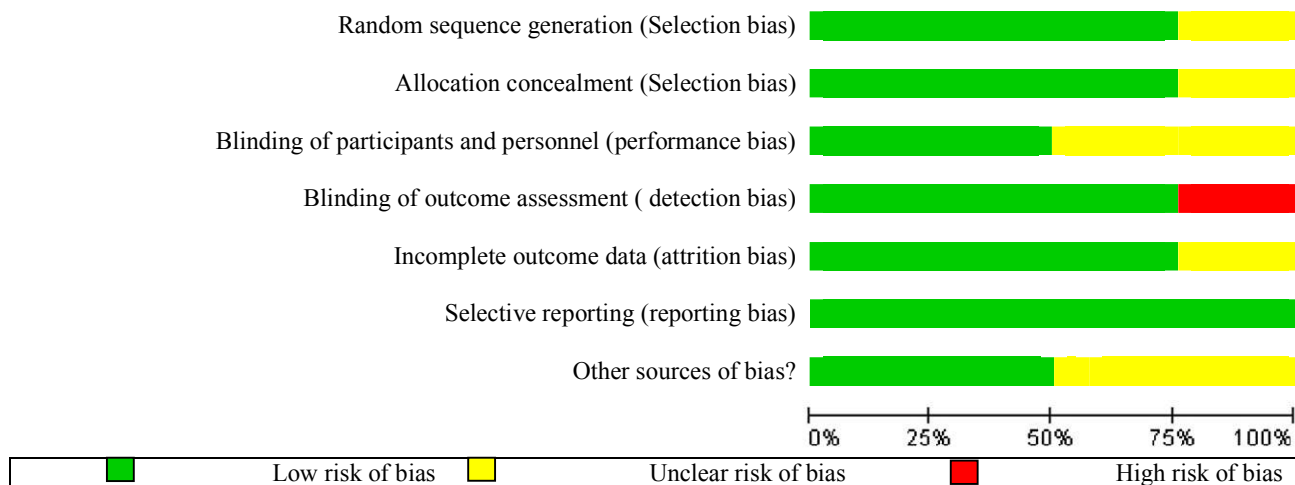 Random sequence generation (Selection bias)
Allocation concealment (Selection bias)
Blinding of participants and personnel (performance bias)
Blinding of outcome assessment ( detection bias)
Incomplete outcome data (attrition bias)
Selective reporting (reporting bias)
Other sources of bias?
0% 25% 50% 75% 100%
Low risk of bias Unclear risk of bias High risk of bias